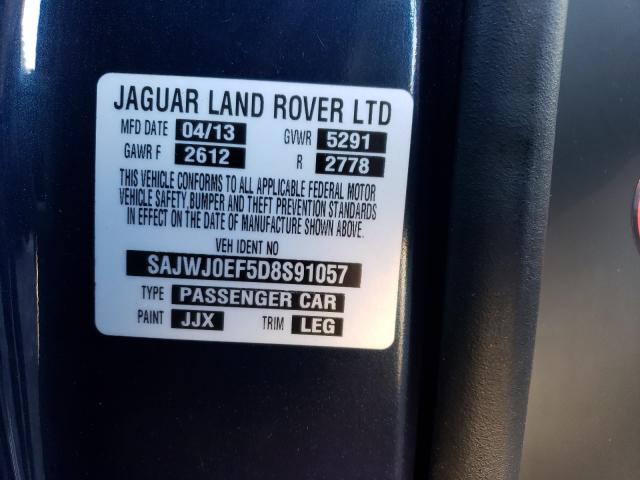 JAGUAR LAND ROVER LTD
MFD DATE 04/13 GVWR 5291
GAWR F 2612 R 2778
THIS VEHICLE CONFORMS TO ALL APPLICABLE FEDERAL MOTOR
VEHICLE SAFETY, BUMPER AND THEFT PREVENTION STANDARDS
IN EFFECT ON THE DATE OF MANUFACTURE SHOWN ABOVE.
VEH IDENT NO
SAJWJ0EF5D8S91057
TYPE PASSENGER CAR
PAINT JJX TRIM LEG